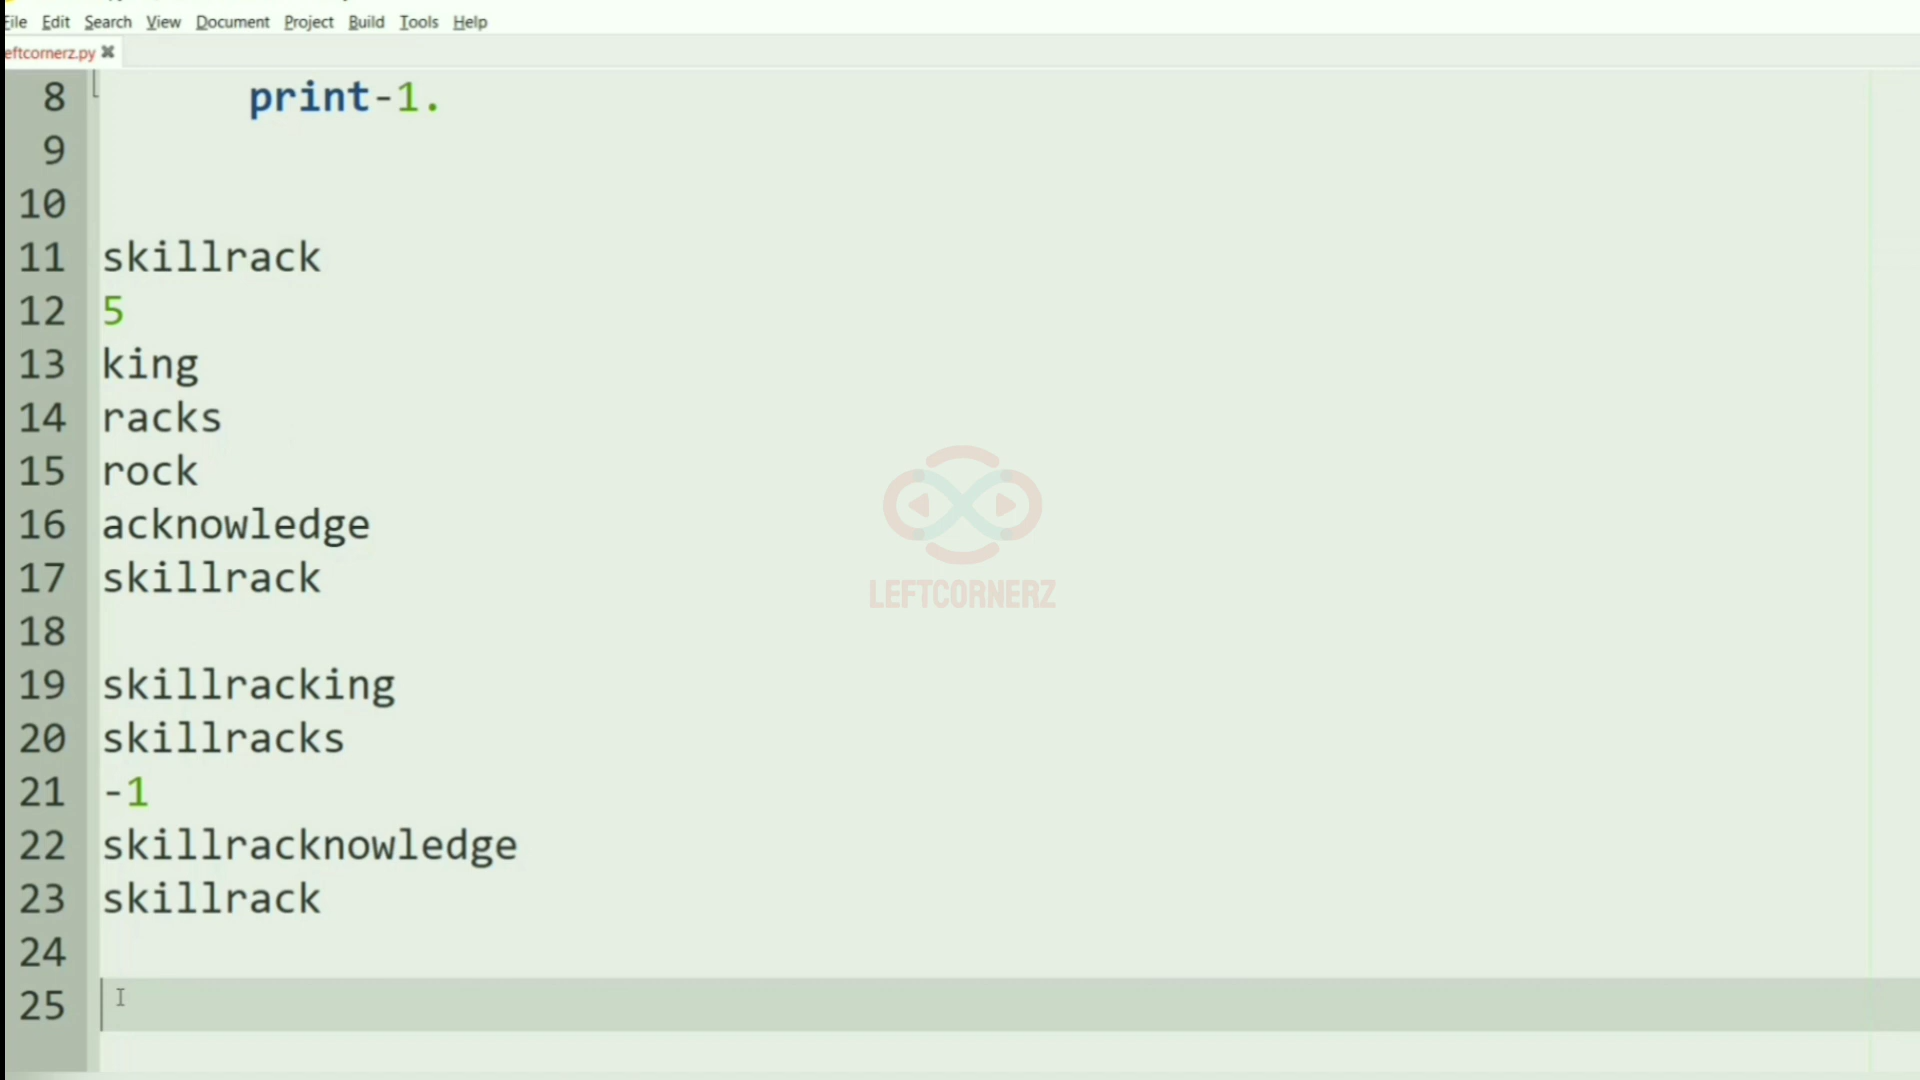 File Edit Search View Document Project Build Tools Help
eftcornerz.py
8 print-1.
9
10
11 skillrack
12 5
13 king
14 racks
15 rock
16 acknowledge
17 skillrack
18
19 skillracking
20 skillracks
21 -1
22 skillracknowledge
23 skillrack
24
25
LEFTCORNERZ